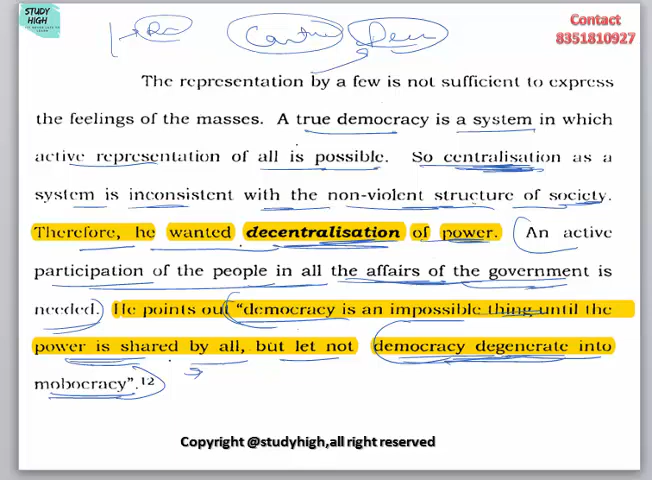 STUDY
HIGH
Contact
8351810927
The representation by a few is not sufficient to express
the feelings of the masses. A true democracy is a system in which
active representation of all is possible. So centralisation as a
system is inconsistent with the non-violent structure of society.
Therefore, he wanted decentralisation of power. An active
participation of the people in all the affairs of the government is
needed. He points out "democracy is an impossible thing until the
power is shared by all, but let not democracy degenerate into
mobocracy".12
Copyright @studyhigh,all right reserved